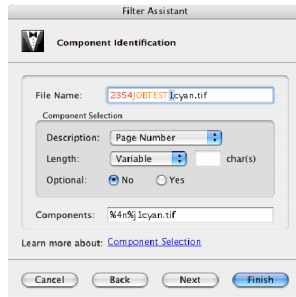 Filter Assistant
Component Identification
File Name: 2354JOBTEST1cyan.tif
Component Selection
Description: Page Number
Length: Variable char(s)
Optional: No Yes
Components: %4n%j1cyan.tif
Learn more about: Component Selection
Cancel Back Next Finish